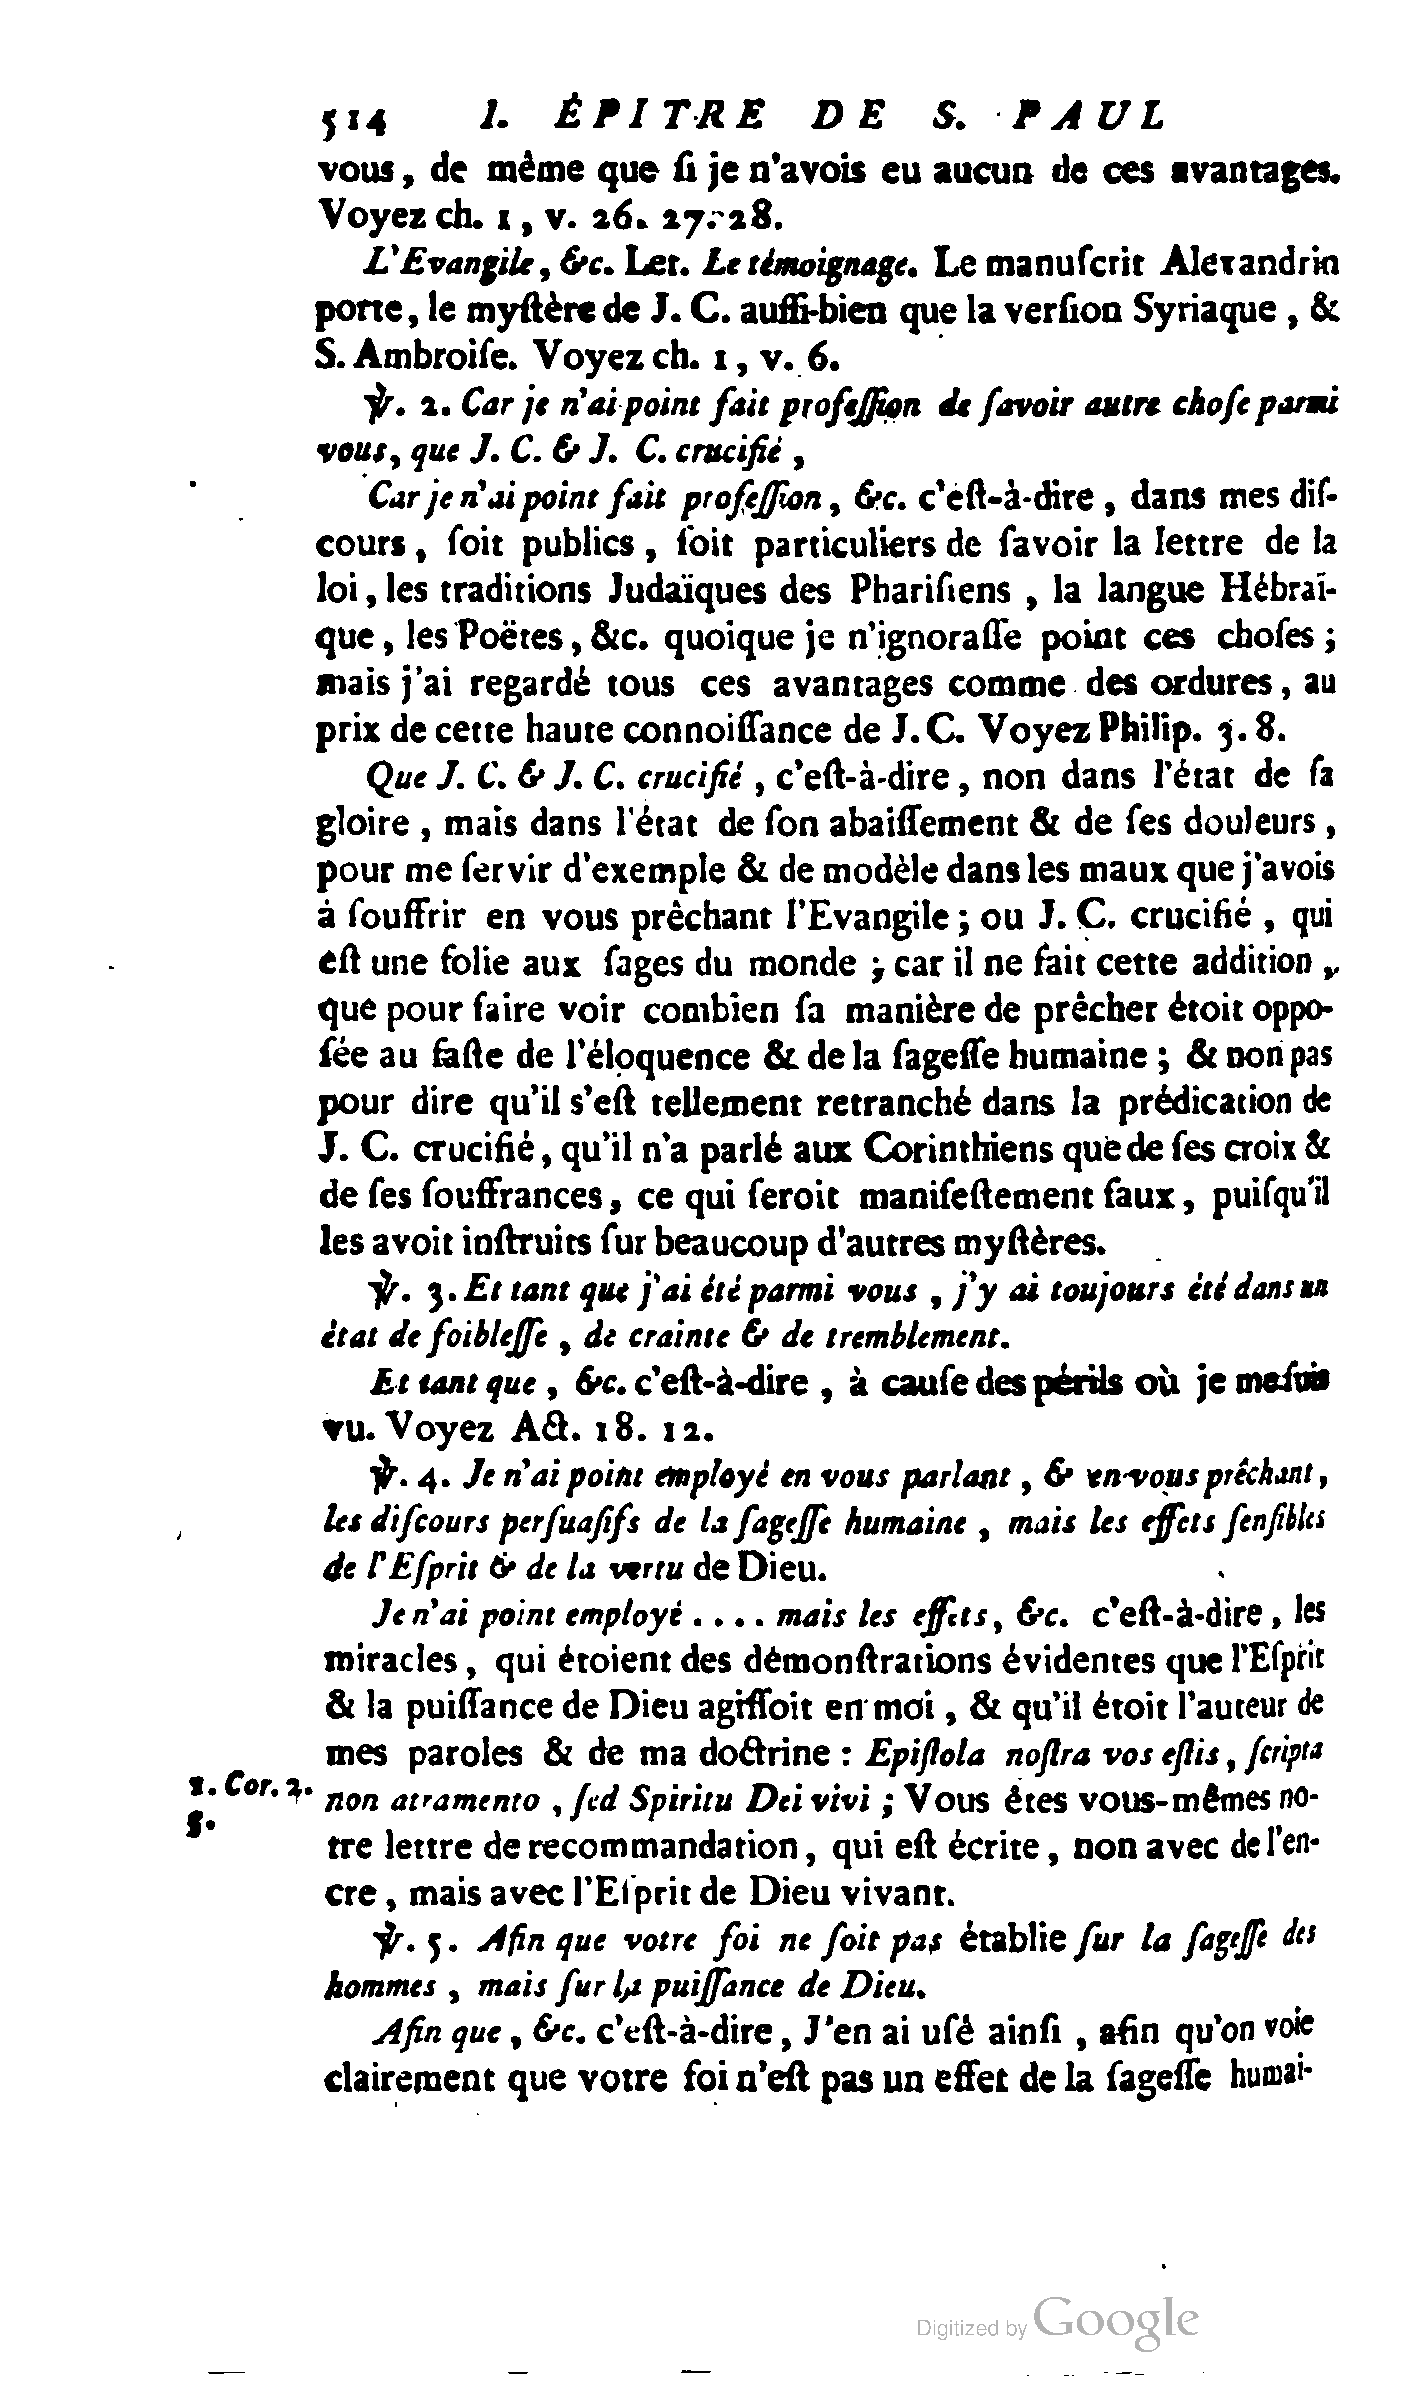 514 I. ÉPITRE DE S. PAUL
vous, de même que ſi je n'avois eu aucun de ces avantages.
Voyez ch. 1, v. 26. 27. 28.
L'Evangile, &c. Let. Le témoignage. Le manuſcrit Alexandrin
porte, le myſtère de J. C. auſſi-bien que la verſion Syriaque, &
S. Ambroiſe. Voyez ch. 1, v. 6.
℣. 2. Car je n'ai point fait profeſſion de ſavoir autre choſe parmi
vous, que J. C. & J. C. crucifié,
Car je n'ai point fait profeſſion, &c. c'eſt-à-dire, dans mes diſ-
cours, ſoit publics, ſoit particuliers de ſavoir la lettre de la
loi, les traditions Judaïques des Phariſiens, la langue Hébraï-
que, les Poëtes, &c. quoique je n'ignoraſſe point ces choſes;
mais j'ai regardé tous ces avantages comme des ordures, au
prix de cette haute connoiſſance de J. C. Voyez Philip. 3. 8.
Que J. C. & J. C. crucifié, c'eſt-à-dire, non dans l'état de ſa
gloire, mais dans l'état de ſon abaiſſement & de ſes douleurs,
pour me ſervir d'exemple & de modèle dans les maux que j'avois
à ſouffrir en vous prêchant l'Evangile; ou J. C. crucifié, qui
eſt une folie aux ſages du monde; car il ne fait cette addition,
que pour faire voir combien ſa manière de prêcher étoit oppo-
ſée au faſte de l'éloquence & de la ſageſſe humaine; & non pas
pour dire qu'il s'eſt tellement retranché dans la prédication de
J. C. crucifié, qu'il n'a parlé aux Corinthiens que de ſes croix &
de ſes ſouffrances, ce qui ſeroit manifeſtement faux, puiſqu'il
les avoit inſtruits ſur beaucoup d'autres myſtères.
℣. 3. Et tant que j'ai été parmi vous, j'y ai toujours été dans un
état de foibleſſe, de crainte & de tremblement.
Et tant que, &c. c'eſt-à-dire, à cauſe des périls où je me ſuis
vu. Voyez Act. 18. 12.
℣. 4. Je n'ai point employé en vous parlant, & en vous prêchant,
les diſcours perſuaſifs de la ſageſſe humaine, mais les effets ſenſibles
de l'Eſprit & de la vertu de Dieu.
Je n'ai point employé .... mais les effets, &c. c'eſt-à-dire, les
miracles, qui étoient des démonſtrations évidentes que l'Eſprit
& la puiſſance de Dieu agiſſoit en moi, & qu'il étoit l'auteur de
mes paroles & de ma doctrine : Epiſtola noſtra vos eſtis, ſcripta
1. Cor. 2. non atramento, ſed Spiritu Dei vivi; Vous êtes vous-mêmes no-
5.
tre lettre de recommandation, qui eſt écrite, non avec de l'en-
cre, mais avec l'Eſprit de Dieu vivant.
℣. 5. Afin que votre foi ne ſoit pas établie ſur la ſageſſe des
hommes, mais ſur la puiſſance de Dieu.
Afin que, &c. c'eſt-à-dire, J'en ai uſé ainſi, afin qu'on voie
clairement que votre foi n'eſt pas un effet de la ſageſſe humai-
Digitized by Google